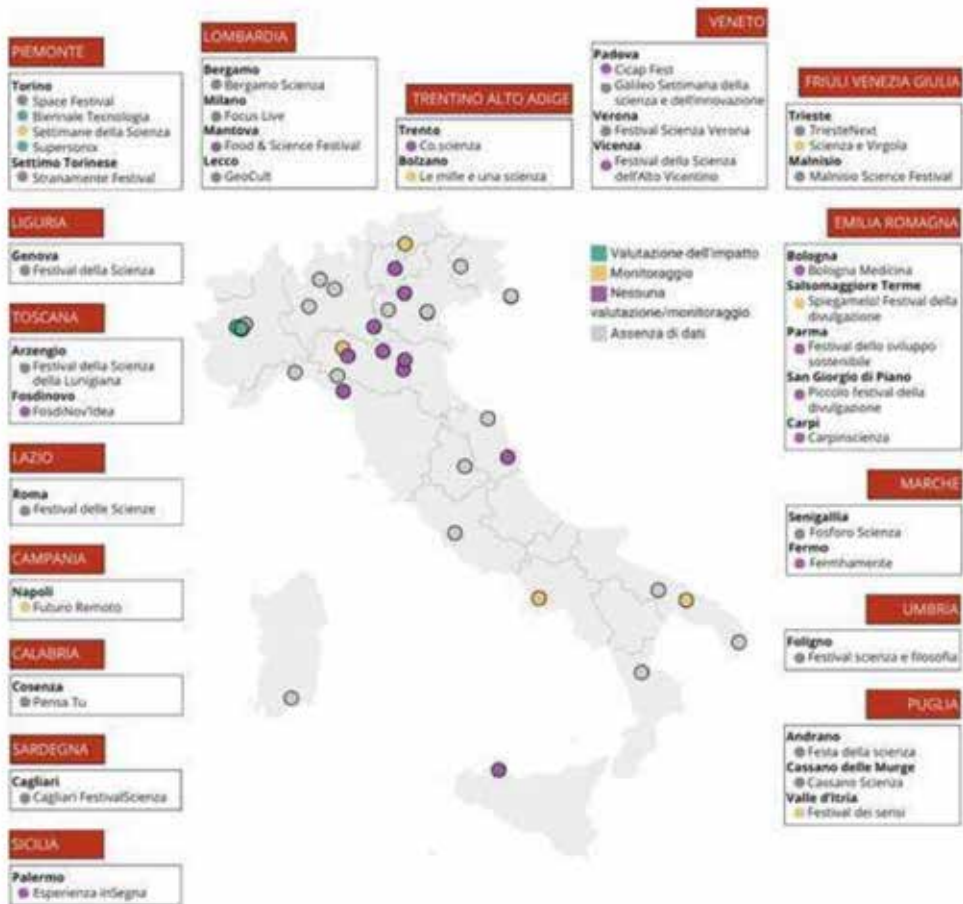 PIEMONTE
Torino
Space Festival
Biennale Tecnologia
Settimane della Scienza
Supersonix
Settimo Torinese
Stranamente Festival
LOMBARDIA
Bergamo
Bergamo Scienza
Milano
Focus Live
Mantova
Food & Science Festival
Lecco
GeoCult
TRENTINO ALTO ADIGE
Trento
Co.scienza
Bolzano
Le mille e una scienza
VENETO
Padova
Cicap Fest
Galileo Settimana della
scienza e dell'innovazione
Verona
Festival Scienza Verona
Vicenza
Festival della Scienza
dell'Alto Vicentino
FRIULI VENEZIA GIULIA
Trieste
TriesteNext
Scienza e Virgola
Malnisio
Malnisio Science Festival
LIGURIA
Genova
Festival della Scienza
TOSCANA
Arzengio
Festival della Scienza
della Lunigiana
Fosdinovo
FosdiNov'Idea
LAZIO
Roma
Festival delle Scienze
CAMPANIA
Napoli
Futuro Remoto
CALABRIA
Cosenza
Pensa Tu
SARDEGNA
Cagliari
Cagliari FestivalScienza
SICILIA
Palermo
Esperienza inSegna
Valutazione dell'impatto
Monitoraggio
Nessuna
valutazione/monitoraggio
Assenza di dati
EMILIA ROMAGNA
Bologna
Bologna Medicina
Salsomaggiore Terme
Spiegamelo! Festival della
divulgazione
Parma
Festival dello sviluppo
sostenibile
San Giorgio di Piano
Piccolo festival della
divulgazione
Carpi
Carpinscienza
MARCHE
Senigallia
Fosforo Scienza
Fermo
Fermhamente
UMBRIA
Foligno
Festival scienza e filosofia
PUGLIA
Andrano
Festa della scienza
Cassano delle Murge
Cassano Scienza
Valle d'Itria
Festival dei sensi